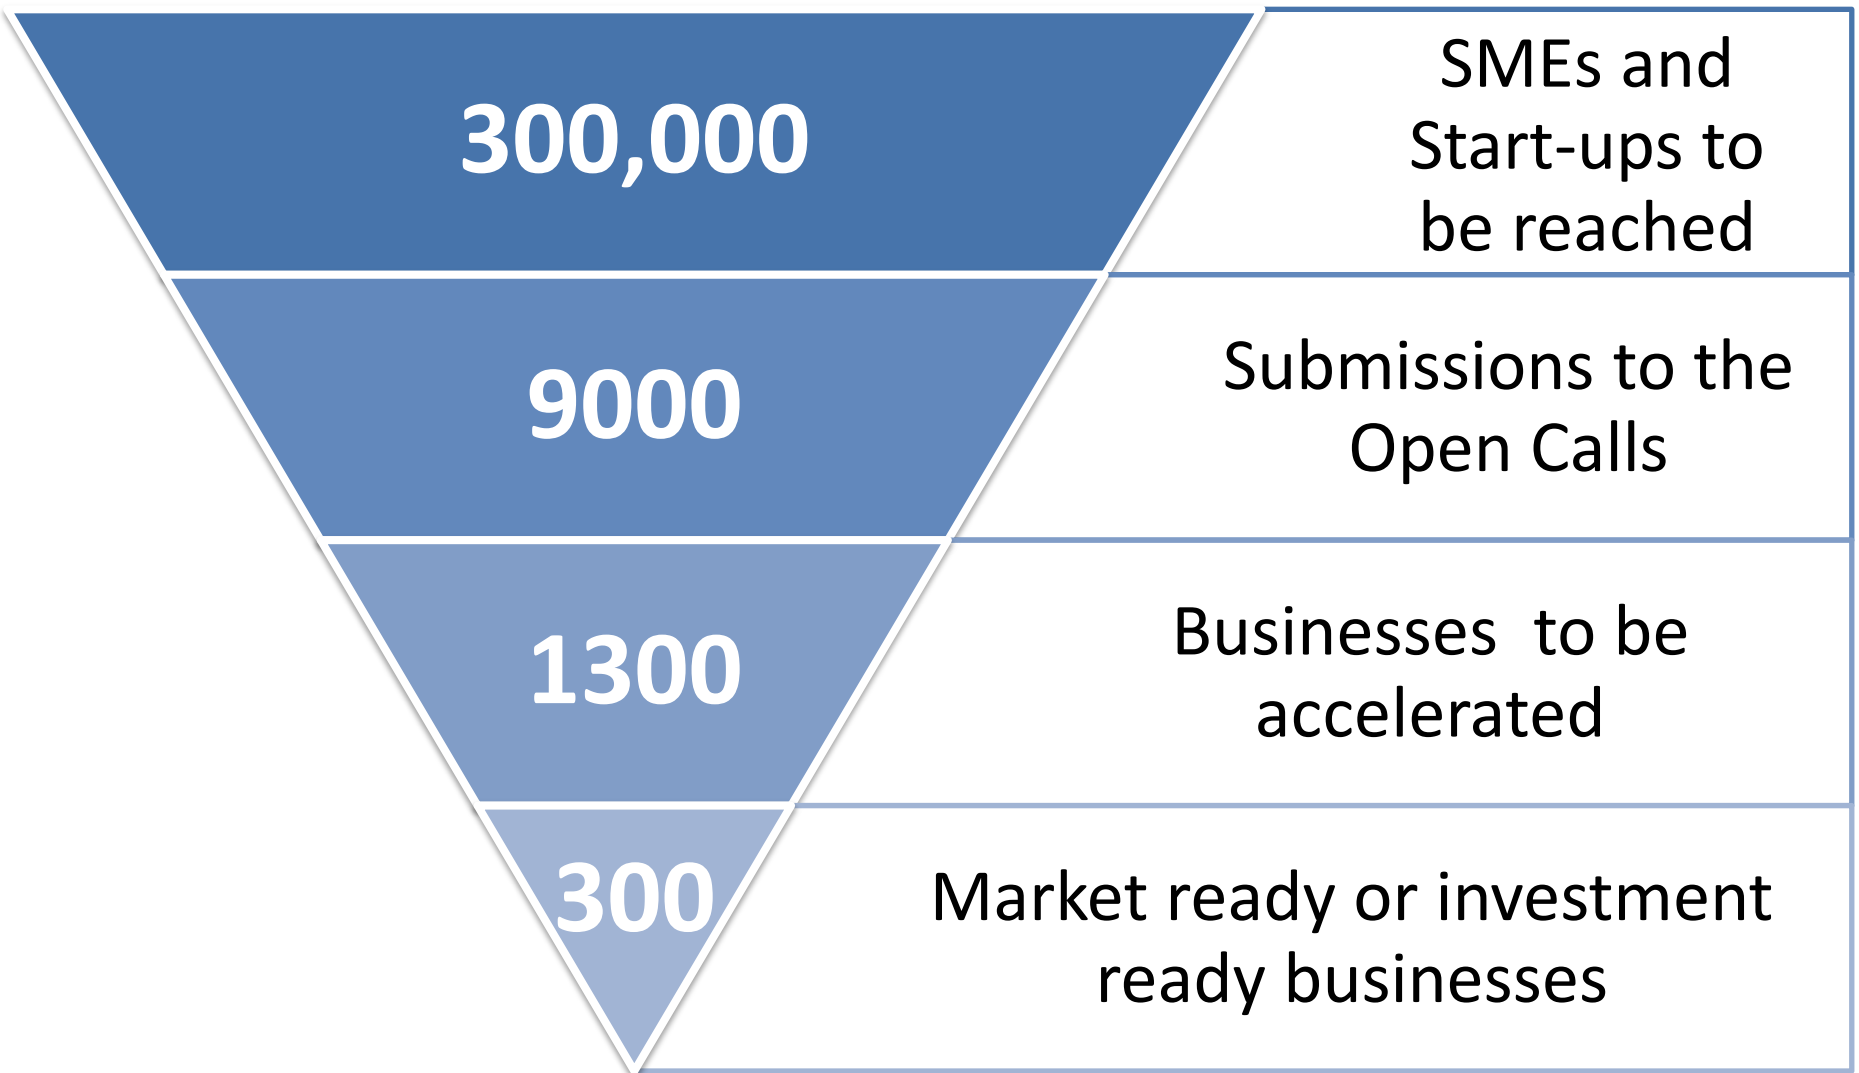 300,000
SMEs and
Start-ups to
be reached
9000
Submissions to the
Open Calls
1300
Businesses  to be
accelerated
300
Market ready or investment
ready businesses